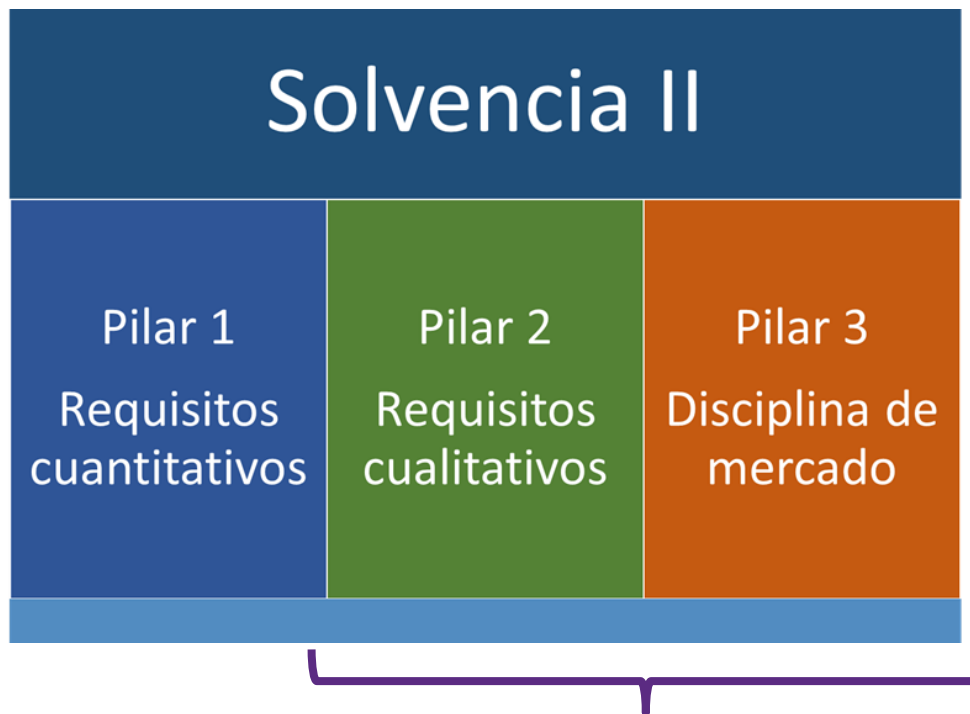 Solvencia II
Pilar 1
Requisitos
cuantitativos
Pilar 2
Requisitos
cualitativos
Pilar 3
Disciplina de
mercado